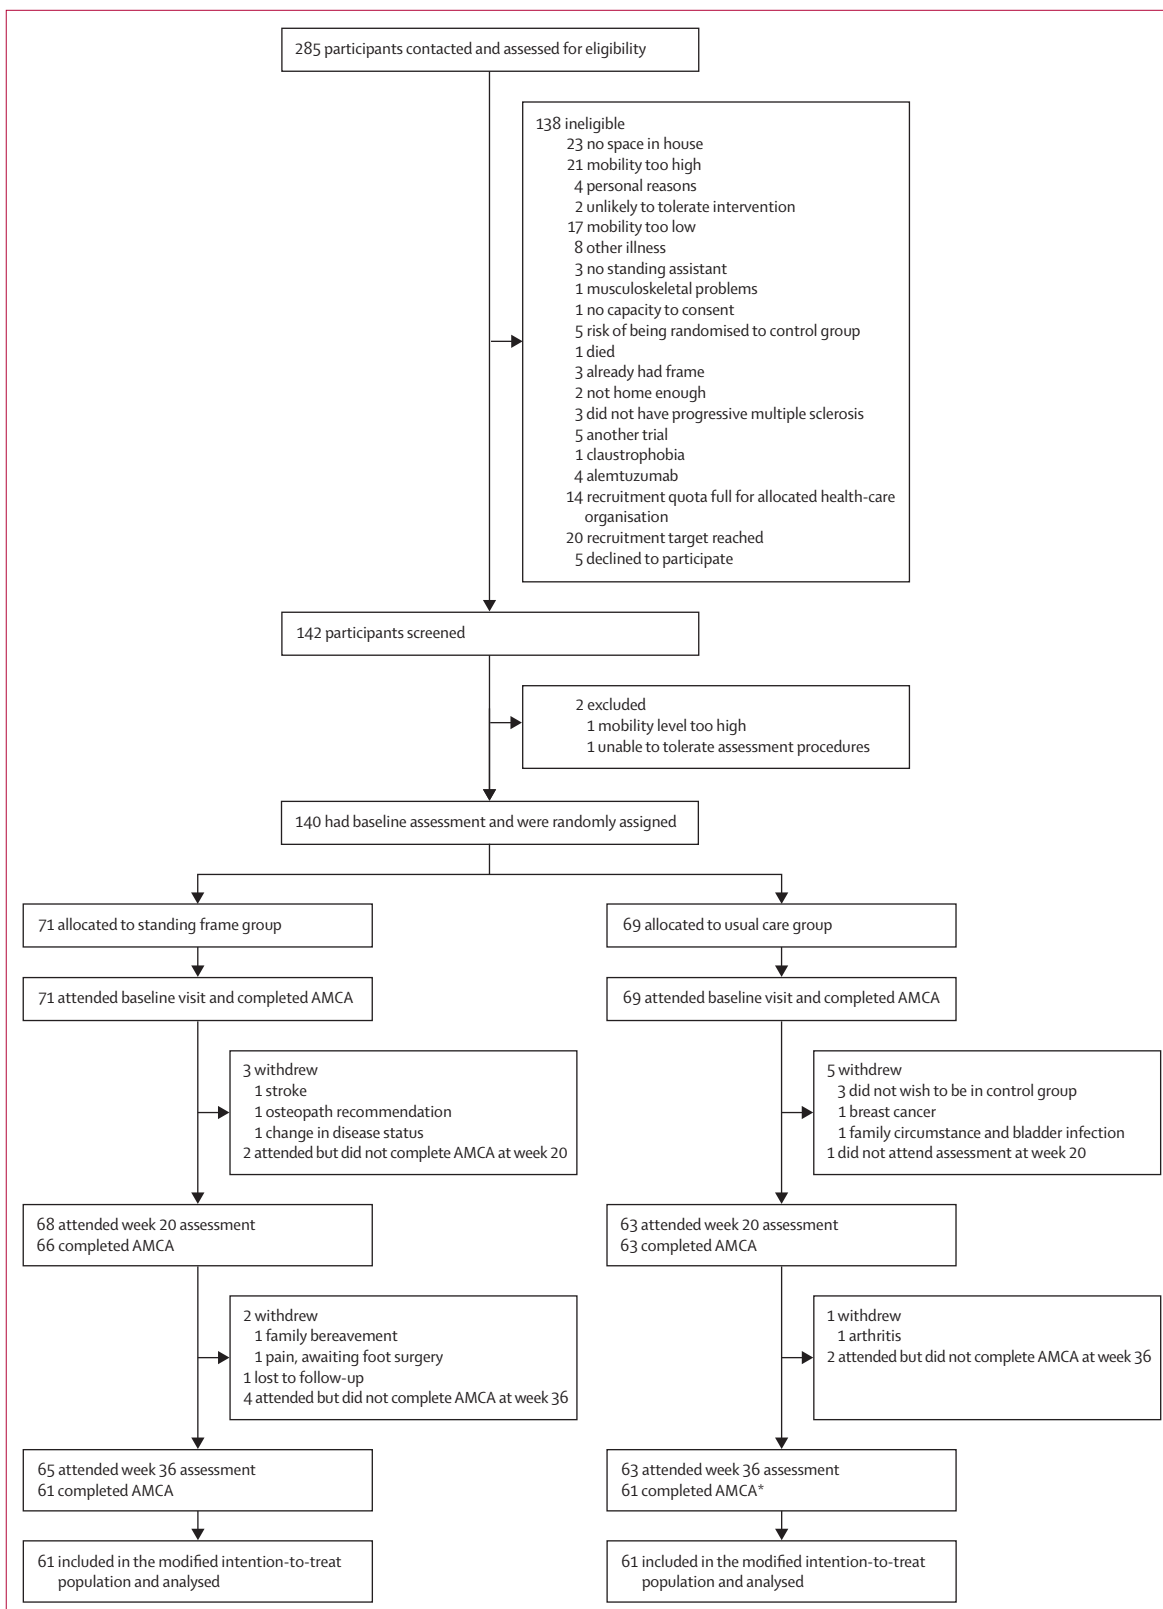 285 participants contacted and assessed for eligibility
138 ineligible
23 no space in house
21 mobility too high
4 personal reasons
2 unlikely to tolerate intervention
17 mobility too low
8 other illness
3 no standing assistant
1 musculoskeletal problems
1 no capacity to consent
5 risk of being randomised to control group
1 died
3 already had frame
2 not home enough
3 did not have progressive multiple sclerosis
5 another trial
1 claustrophobia
4 alemtuzumab
14 recruitment quota full for allocated health-care
organisation
20 recruitment target reached
5 declined to participate
142 participants screened
2 excluded
1 mobility level too high
1 unable to tolerate assessment procedures
140 had baseline assessment and were randomly assigned
71 allocated to standing frame group
69 allocated to usual care group
71 attended baseline visit and completed AMCA
69 attended baseline visit and completed AMCA
3 withdrew
1 stroke
1 osteopath recommendation
1 change in disease status
2 attended but did not complete AMCA at week 20
5 withdrew
3 did not wish to be in control group
1 breast cancer
1 family circumstance and bladder infection
1 did not attend assessment at week 20
68 attended week 20 assessment
66 completed AMCA
63 attended week 20 assessment
63 completed AMCA
2 withdrew
1 family bereavement
1 pain, awaiting foot surgery
1 lost to follow-up
4 attended but did not complete AMCA at week 36
1 withdrew
1 arthritis
2 attended but did not complete AMCA at week 36
65 attended week 36 assessment
61 completed AMCA
63 attended week 36 assessment
61 completed AMCA*
61 included in the modified intention-to-treat
population and analysed
61 included in the modified intention-to-treat
population and analysed